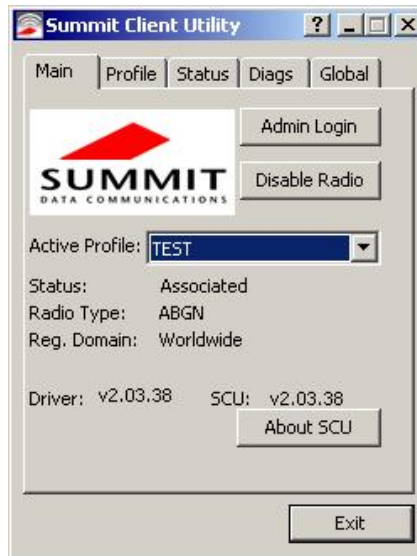 Summit Client Utility ?
Main Profile Status Diags Global
SUMMIT
DATA COMMUNICATIONS
Admin Login
Disable Radio
Active Profile: TEST
Status: Associated
Radio Type: ABGN
Reg. Domain: Worldwide
Driver: v2.03.38 SCU: v2.03.38
About SCU
Exit